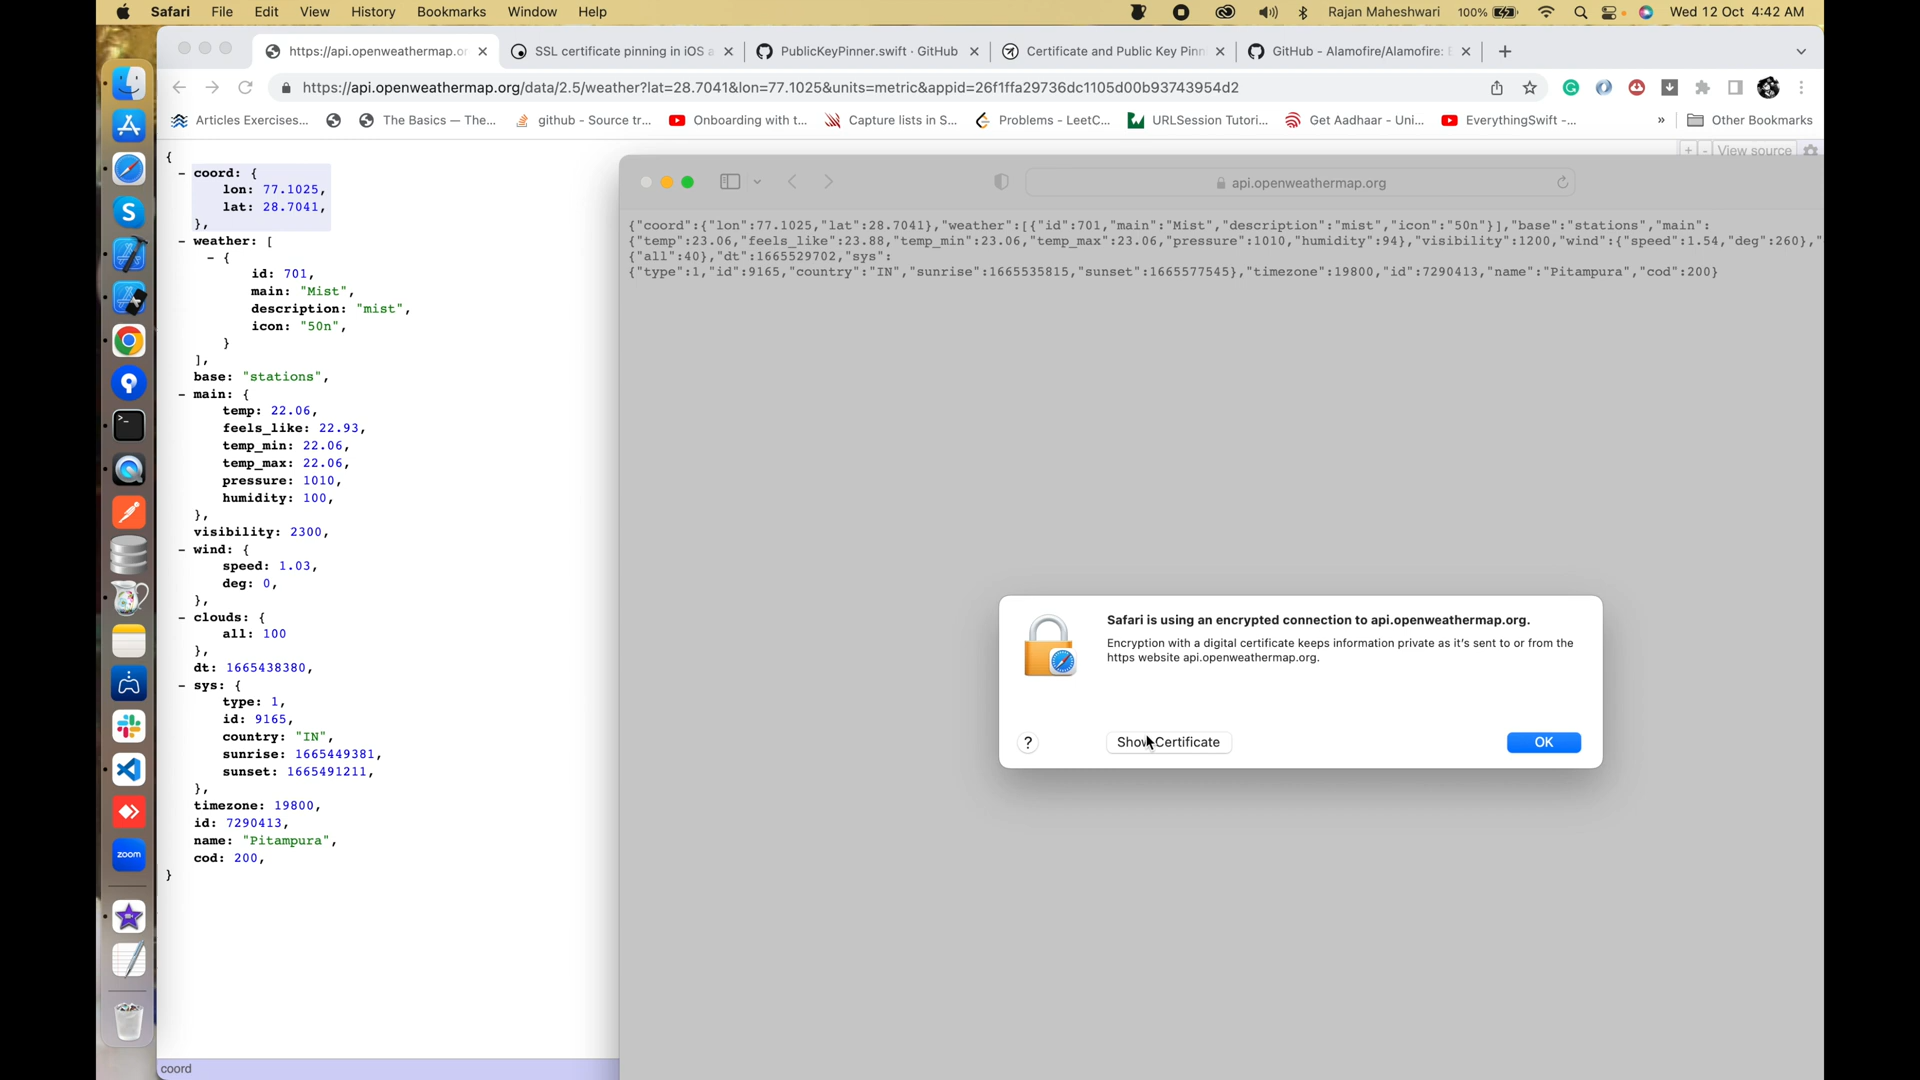 Safari File Edit View History Bookmarks Window Help Rajan Maheshwari 100% Wed 12 Oct 4:42 AM
https://api.openweathermap.or SSL certificate pinning in iOS a PublicKeyPinner.swift · GitHub Certificate and Public Key Pinn GitHub - Alamofire/Alamofire: E
https://api.openweathermap.org/data/2.5/weather?lat=28.7041&lon=77.1025&units=metric&appid=26f1ffa29736dc1105d00b93743954d2
Articles Exercises... The Basics — The... github - Source tr... Onboarding with t... Capture lists in S... Problems - LeetC... URLSession Tutori... Get Aadhaar - Uni... EverythingSwift -... » Other Bookmarks
+ - View source
{
- coord: {
lon: 77.1025,
lat: 28.7041,
},
- weather: [
- {
id: 701,
main: "Mist",
description: "mist",
icon: "50n",
}
],
base: "stations",
- main: {
temp: 22.06,
feels_like: 22.93,
temp_min: 22.06,
temp_max: 22.06,
pressure: 1010,
humidity: 100,
},
visibility: 2300,
- wind: {
speed: 1.03,
deg: 0,
},
- clouds: {
all: 100
},
dt: 1665438380,
- sys: {
type: 1,
id: 9165,
country: "IN",
sunrise: 1665449381,
sunset: 1665491211,
},
timezone: 19800,
id: 7290413,
name: "Pitampura",
cod: 200,
}
coord
api.openweathermap.org
{"coord":{"lon":77.1025,"lat":28.7041},"weather":[{"id":701,"main":"Mist","description":"mist","icon":"50n"}],"base":"stations","main":
{"temp":23.06,"feels_like":23.88,"temp_min":23.06,"temp_max":23.06,"pressure":1010,"humidity":94},"visibility":1200,"wind":{"speed":1.54,"deg":260},"
{"all":40},"dt":1665529702,"sys":
{"type":1,"id":9165,"country":"IN","sunrise":1665535815,"sunset":1665577545},"timezone":19800,"id":7290413,"name":"Pitampura","cod":200}
Safari is using an encrypted connection to api.openweathermap.org.
Encryption with a digital certificate keeps information private as it's sent to or from the
https website api.openweathermap.org.
? Show Certificate OK
zoom